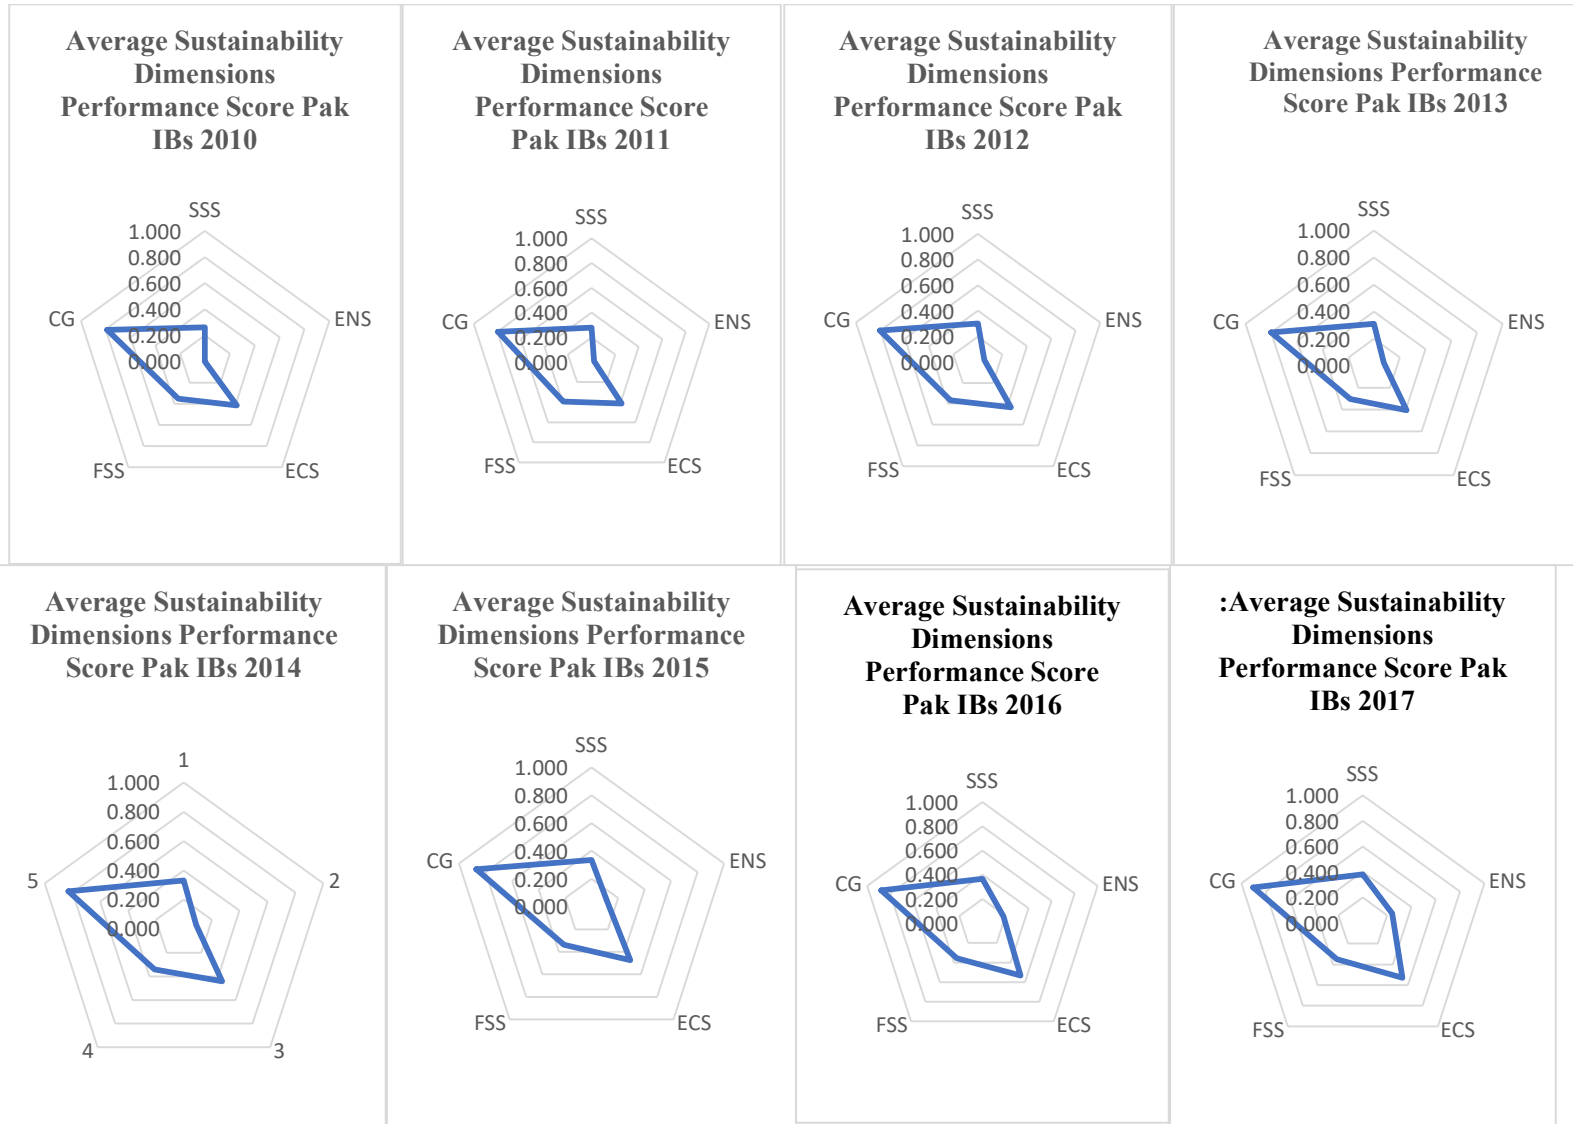 Average Sustainability
Dimensions
Performance Score Pak
IBs 2010
SSS
1.000
0.800
0.600
0.400
0.200
0.000
CG
ENS
FSS
ECS
Average Sustainability
Dimensions
Performance Score
Pak IBs 2011
SSS
1.000
0.800
0.600
0.400
0.200
0.000
CG
ENS
FSS
ECS
Average Sustainability
Dimensions
Performance Score Pak
IBs 2012
SSS
1.000
0.800
0.600
0.400
0.200
0.000
CG
ENS
FSS
ECS
Average Sustainability
Dimensions Performance
Score Pak IBs 2013
SSS
1.000
0.800
0.600
0.400
0.200
0.000
CG
ENS
FSS
ECS
Average Sustainability
Dimensions Performance
Score Pak IBs 2014
1
1.000
0.800
0.600
0.400
0.200
0.000
5
2
4
3
Average Sustainability
Dimensions Performance
Score Pak IBs 2015
SSS
1.000
0.800
0.600
0.400
0.200
0.000
CG
ENS
FSS
ECS
Average Sustainability
Dimensions
Performance Score
Pak IBs 2016
SSS
1.000
0.800
0.600
0.400
0.200
0.000
CG
ENS
FSS
ECS
:Average Sustainability
Dimensions
Performance Score Pak
IBs 2017
SSS
1.000
0.800
0.600
0.400
0.200
0.000
CG
ENS
FSS
ECS